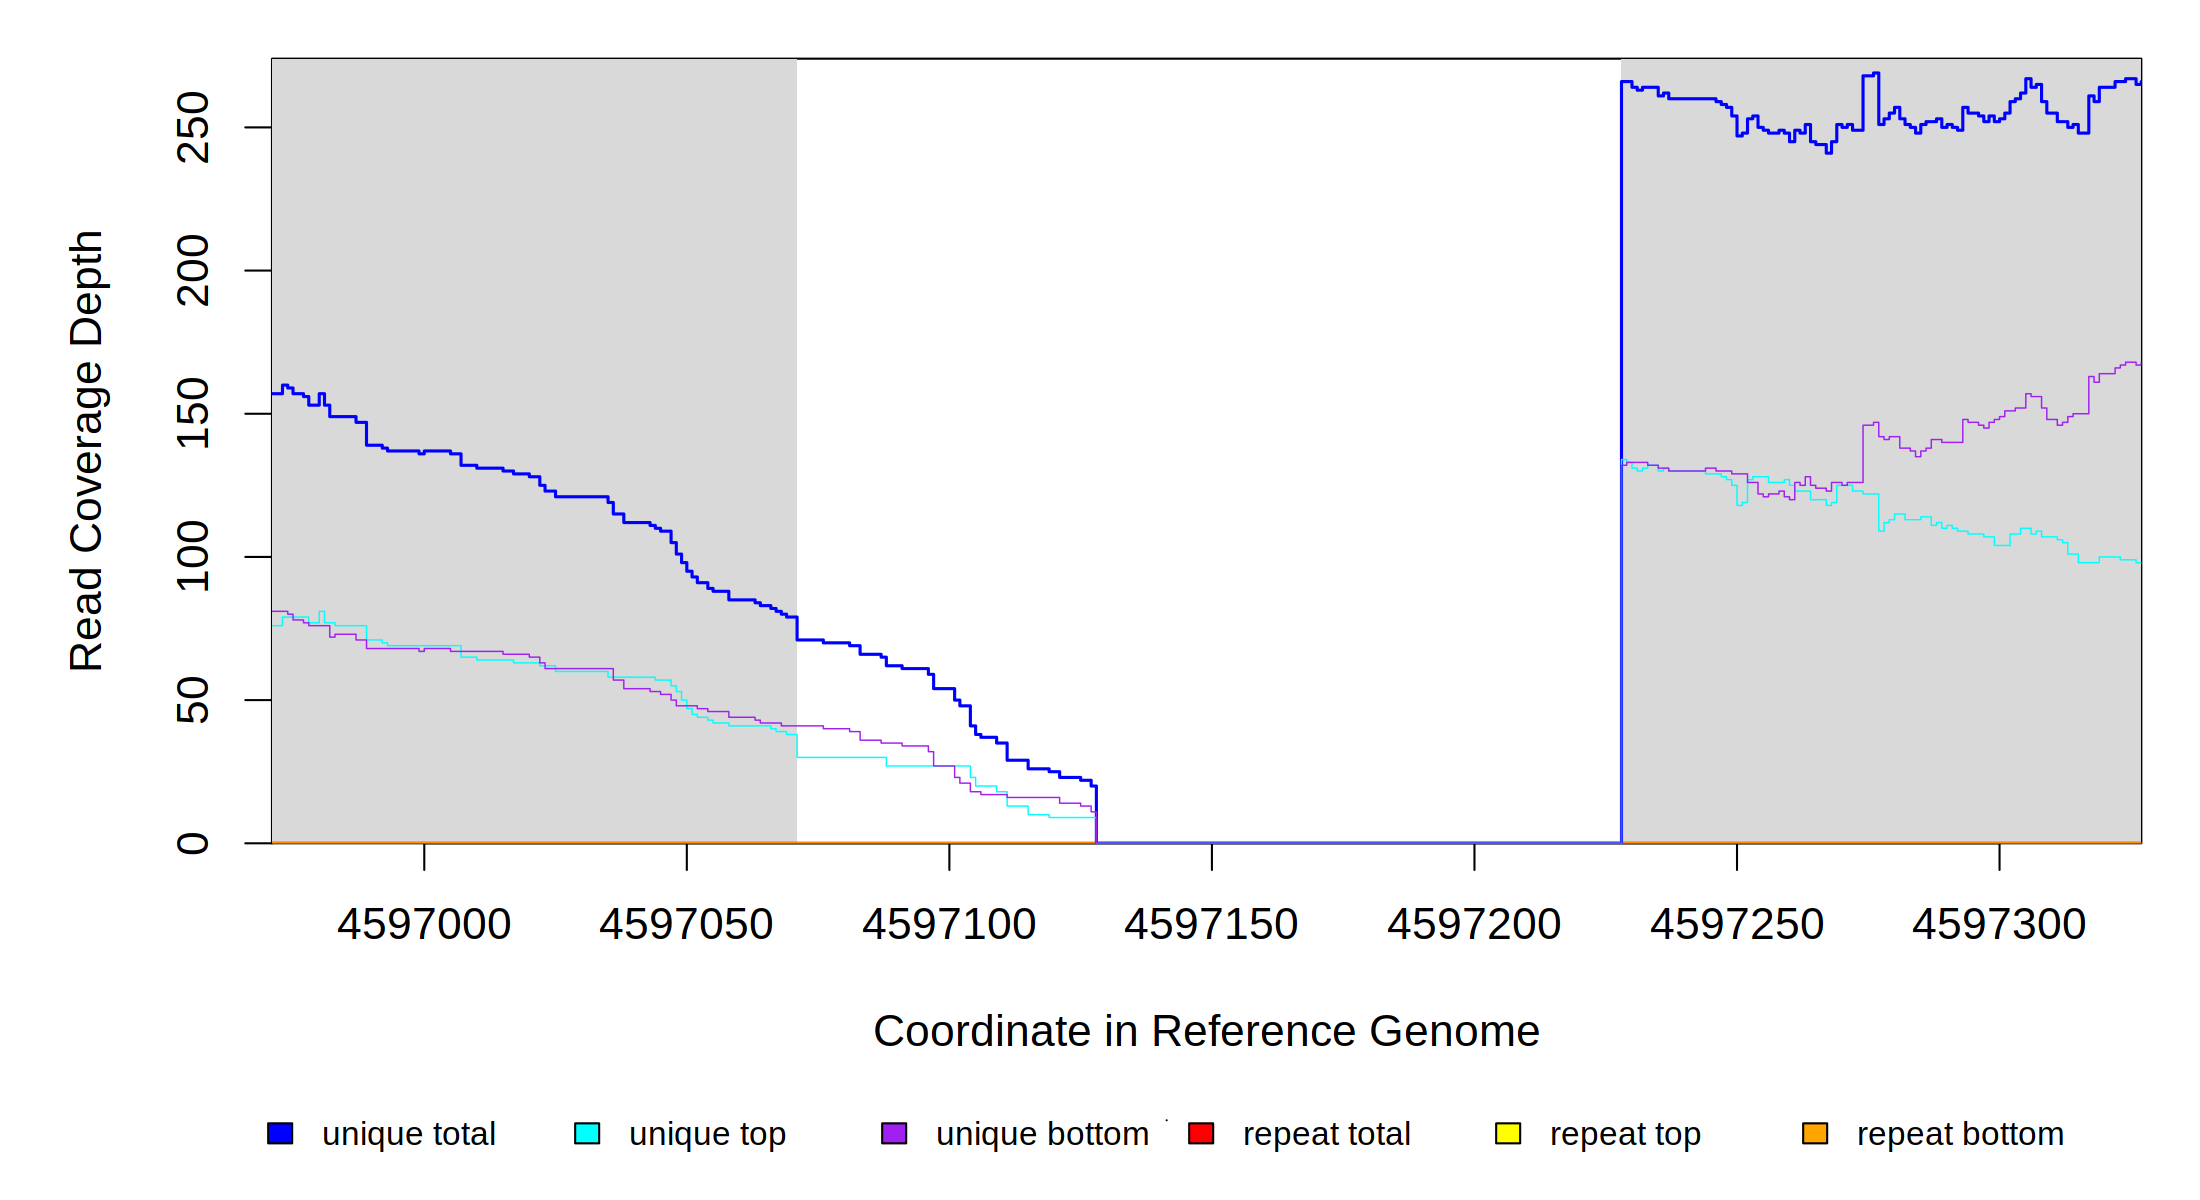 250
200
150
100
50
0
Read Coverage Depth
4597000 4597050 4597100 4597150 4597200 4597250 4597300
Coordinate in Reference Genome
unique total unique top unique bottom repeat total repeat top repeat bottom